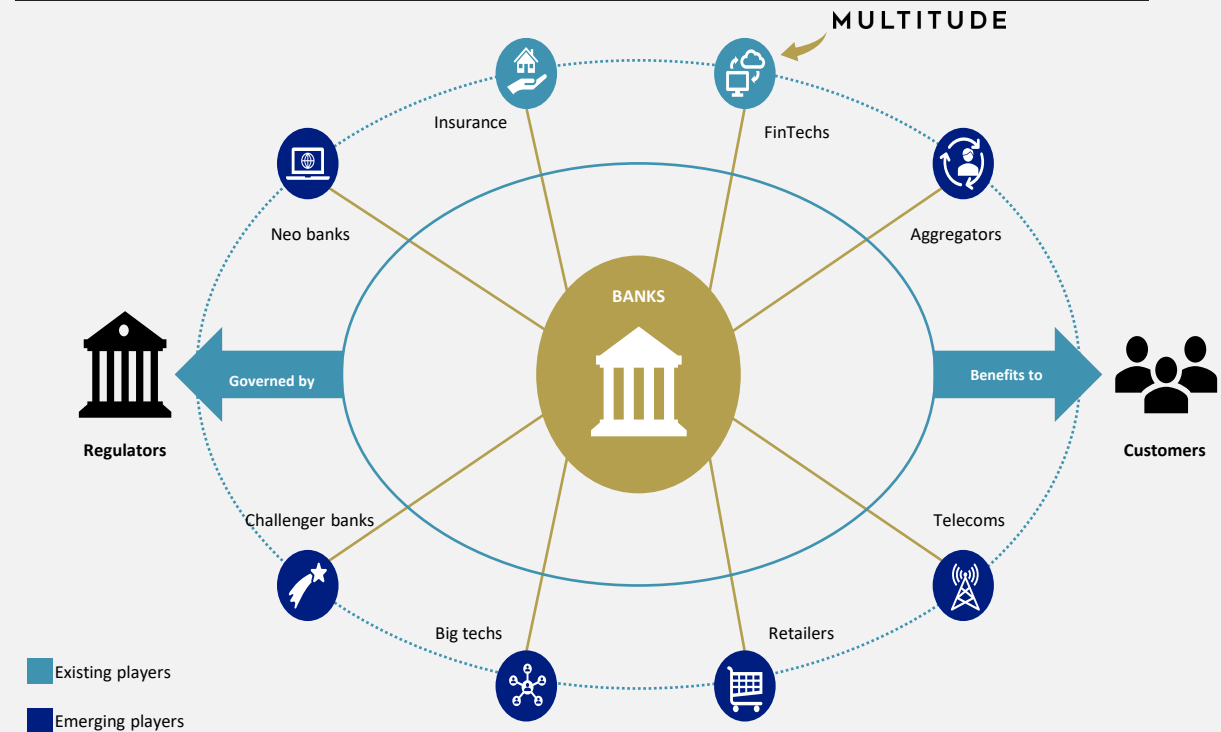 MULTITUDE
Insurance
FinTechs
Neo banks
Aggregators
BANKS
Governed by
Benefits to
Regulators
Customers
Challenger banks
Telecoms
Big techs
Retailers
Existing players
Emerging players